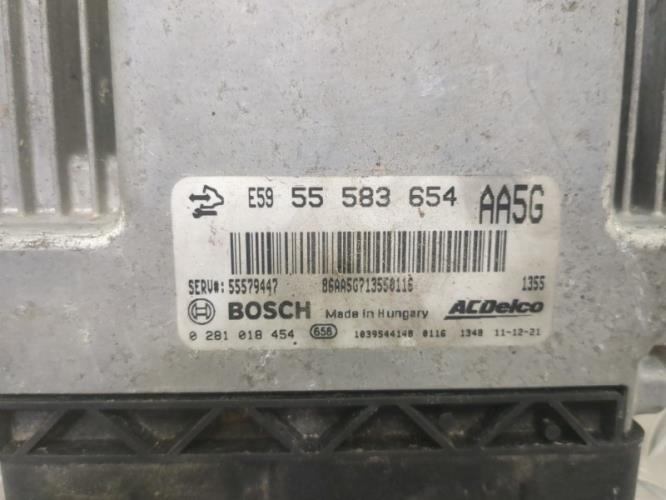 E59 55 583 654 AA5G
SERV#: 55579447 86AA5G713550116 1355
BOSCH Made in Hungary ACDelco
0 281 018 454 656 1039S44148 0116 1348 11-12-21